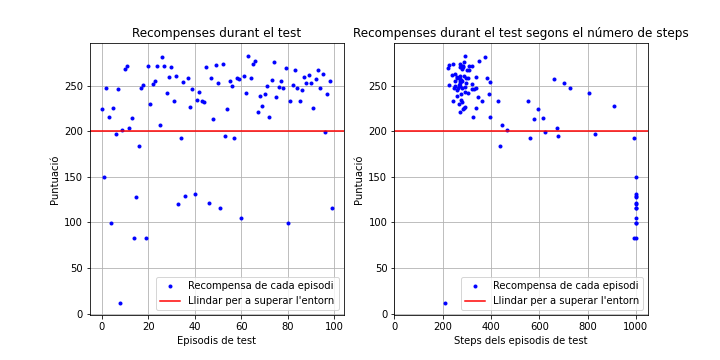 Recompenses durant el test
Recompenses durant el test segons el número de steps
Puntuació
250
200
150
100
50
0
Recompensa de cada episodi
Llindar per a superar l'entorn
0
20
40
60
80
100
Episodis de test
Puntuació
250
200
150
100
50
0
Recompensa de cada episodi
Llindar per a superar l'entorn
0
200
400
600
800
1000
Steps dels episodis de test